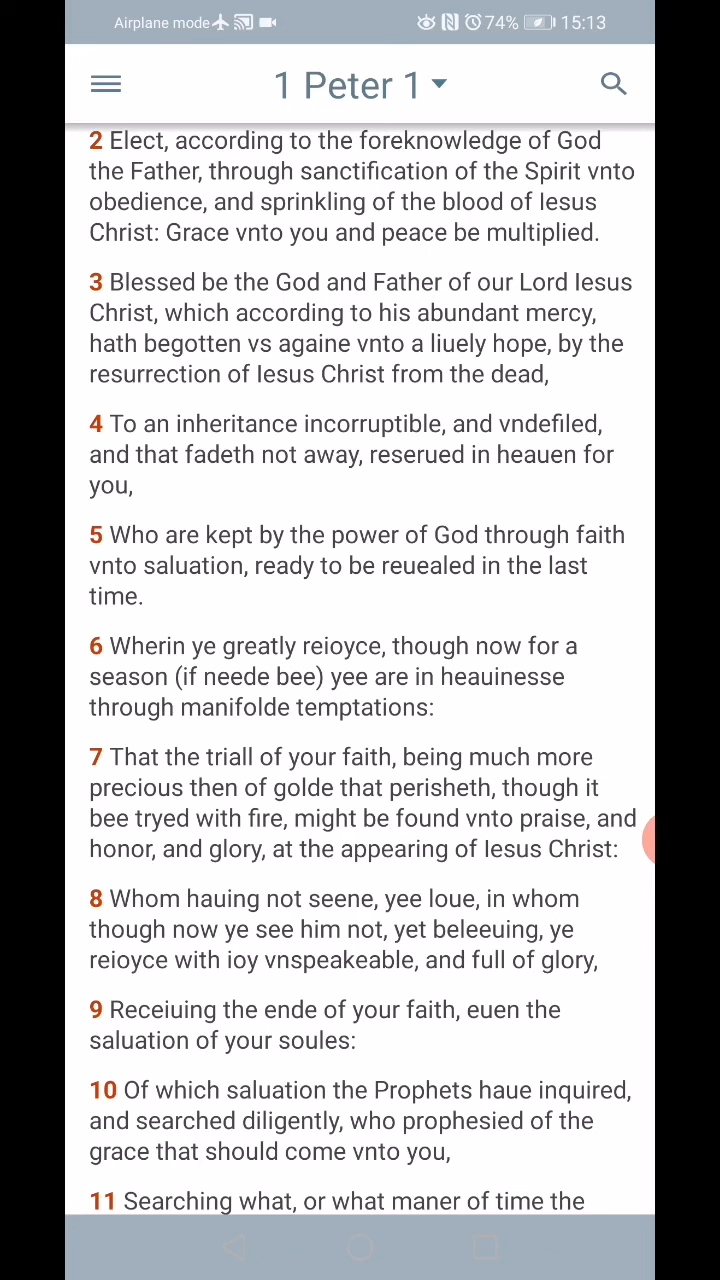 Airplane mode 74% 15:13
1 Peter 1
2 Elect, according to the foreknowledge of God
the Father, through sanctification of the Spirit vnto
obedience, and sprinkling of the blood of Iesus
Christ: Grace vnto you and peace be multiplied.
3 Blessed be the God and Father of our Lord Iesus
Christ, which according to his abundant mercy,
hath begotten vs againe vnto a liuely hope, by the
resurrection of Iesus Christ from the dead,
4 To an inheritance incorruptible, and vndefiled,
and that fadeth not away, reserued in heauen for
you,
5 Who are kept by the power of God through faith
vnto saluation, ready to be reuealed in the last
time.
6 Wherin ye greatly reioyce, though now for a
season (if neede bee) yee are in heauinesse
through manifolde temptations:
7 That the triall of your faith, being much more
precious then of golde that perisheth, though it
bee tryed with fire, might be found vnto praise, and
honor, and glory, at the appearing of Iesus Christ:
8 Whom hauing not seene, yee loue, in whom
though now ye see him not, yet beleeuing, ye
reioyce with ioy vnspeakeable, and full of glory,
9 Receiuing the ende of your faith, euen the
saluation of your soules:
10 Of which saluation the Prophets haue inquired,
and searched diligently, who prophesied of the
grace that should come vnto you,
11 Searching what, or what maner of time the